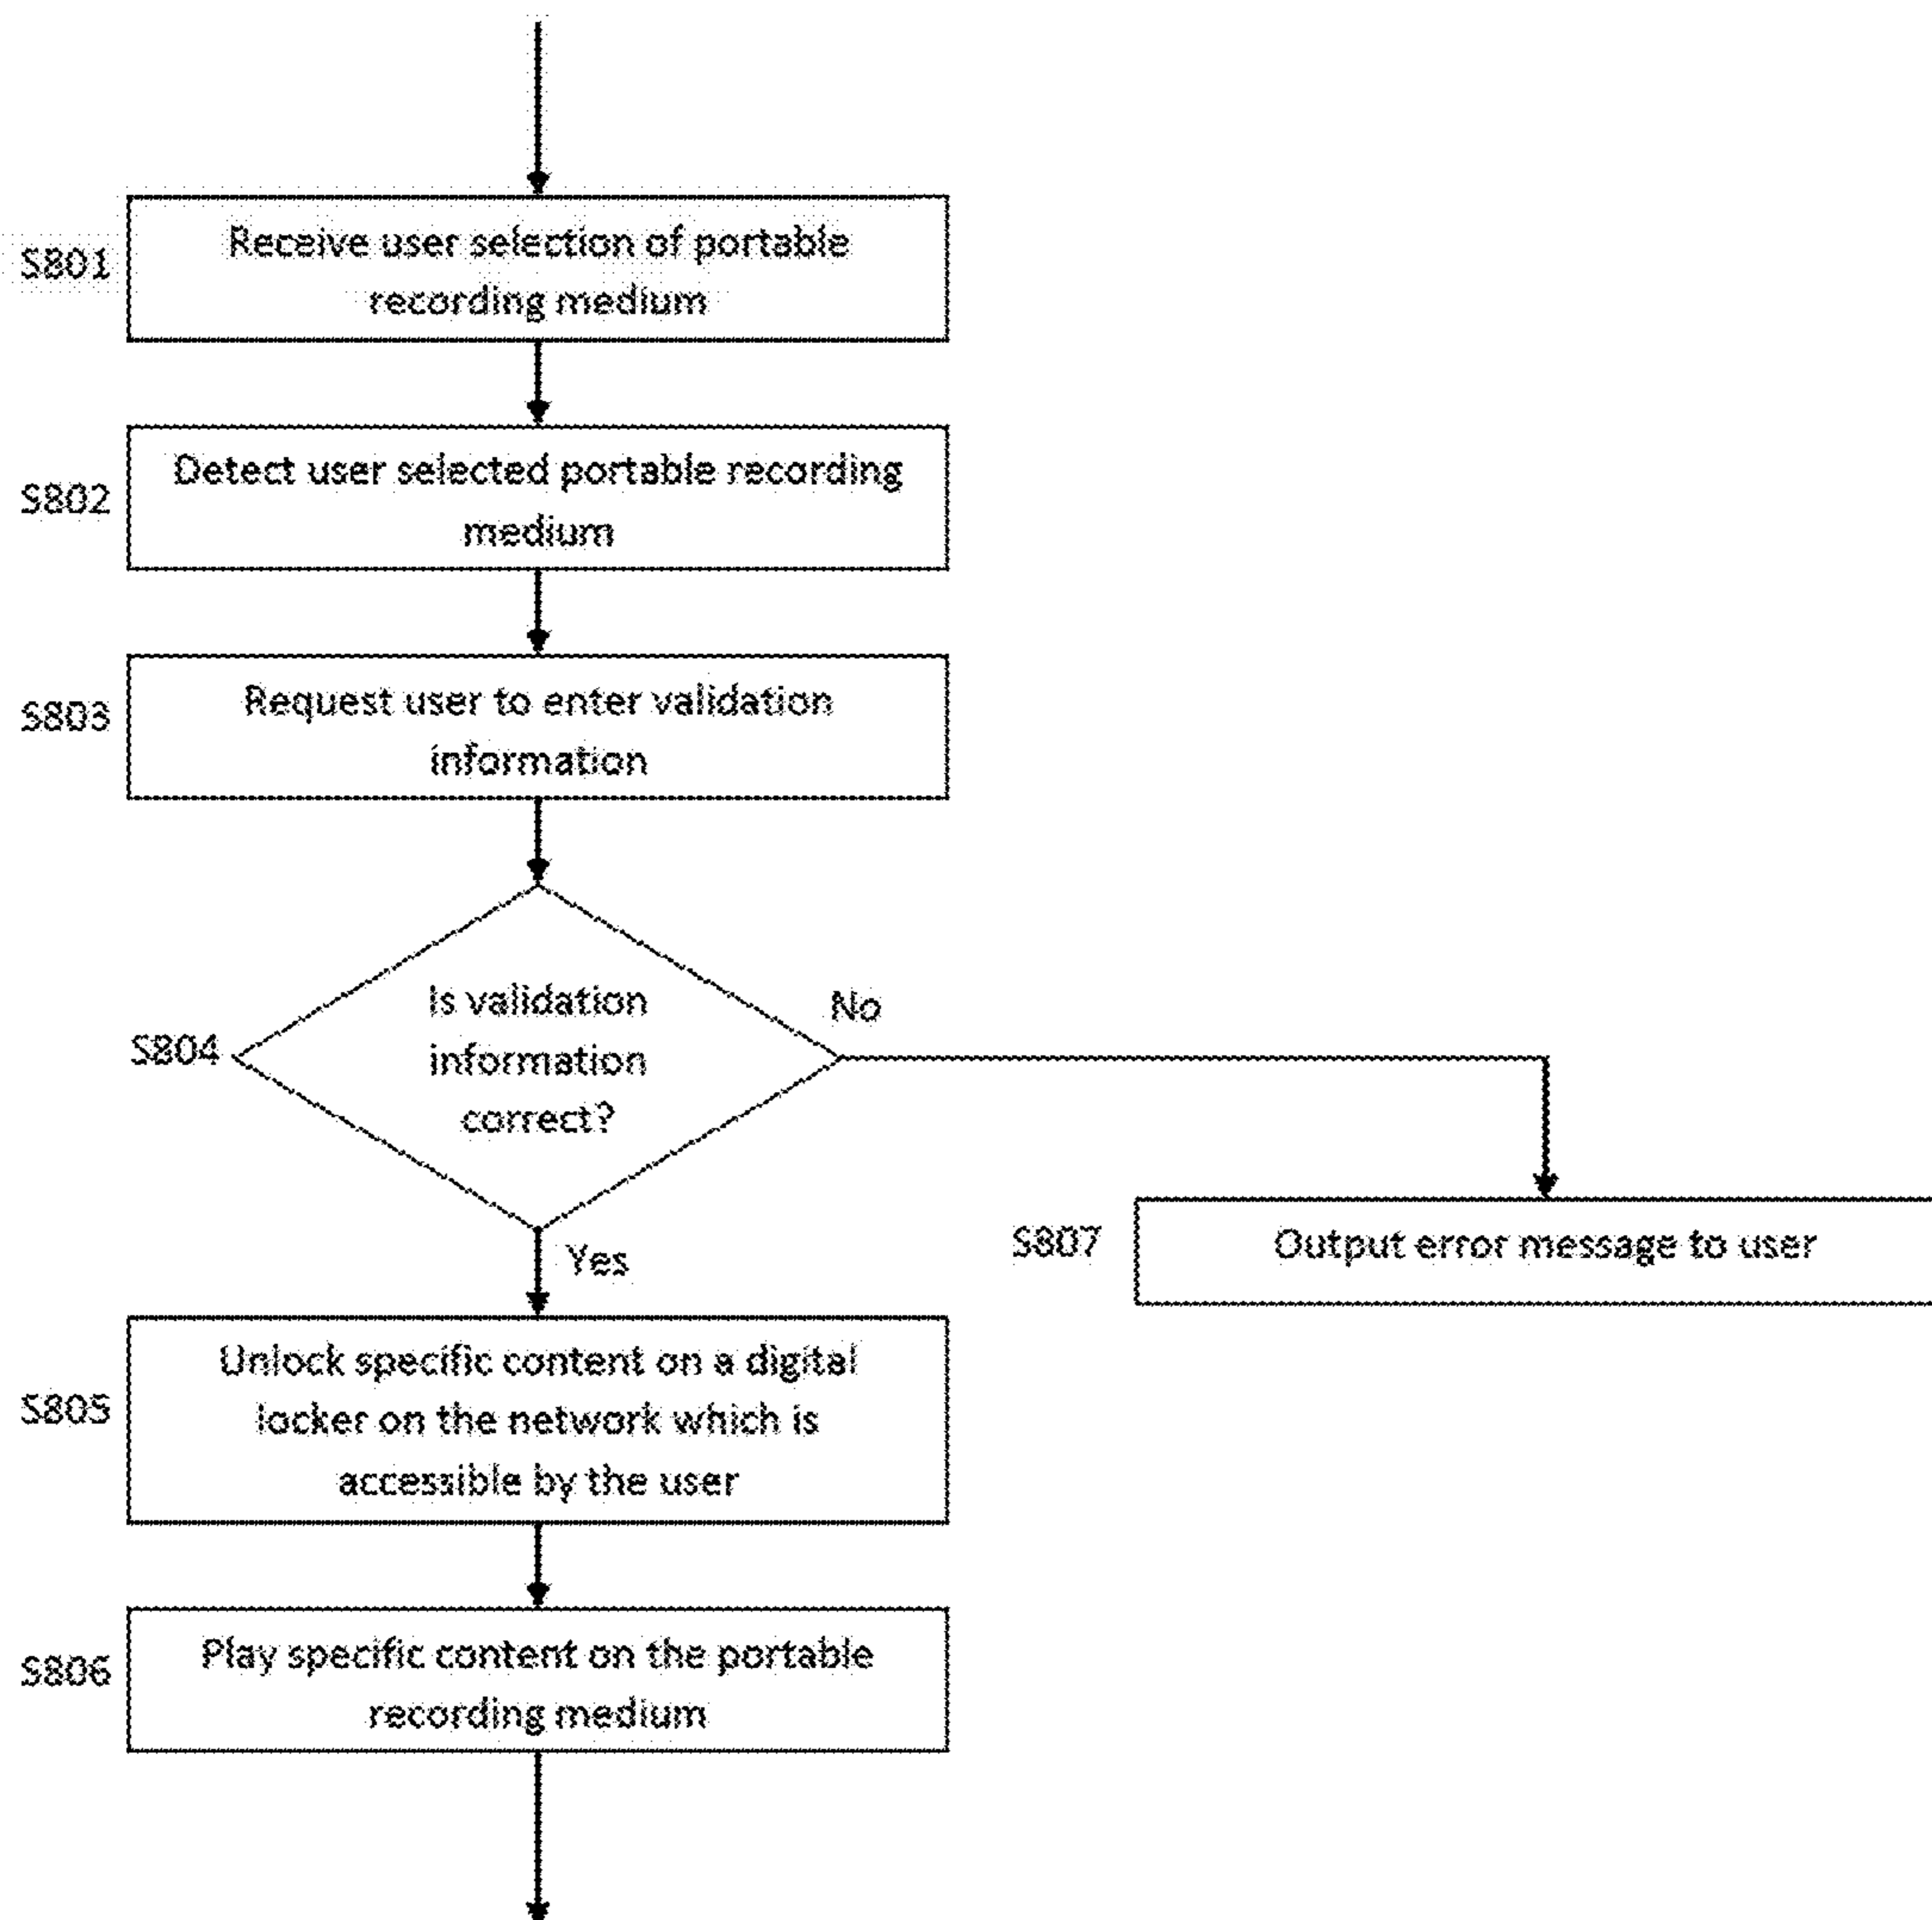 S801
Receive user selection of portable
recording medium
S802
Detect user selected portable recording
medium
S803
Request user to enter validation
information
S804
Is validation
information
correct?
No
Yes
S807
Output error message to user
S805
Unlock specific content on a digital
locker on the network which is
accessible by the user
S806
Play specific content on the portable
recording medium